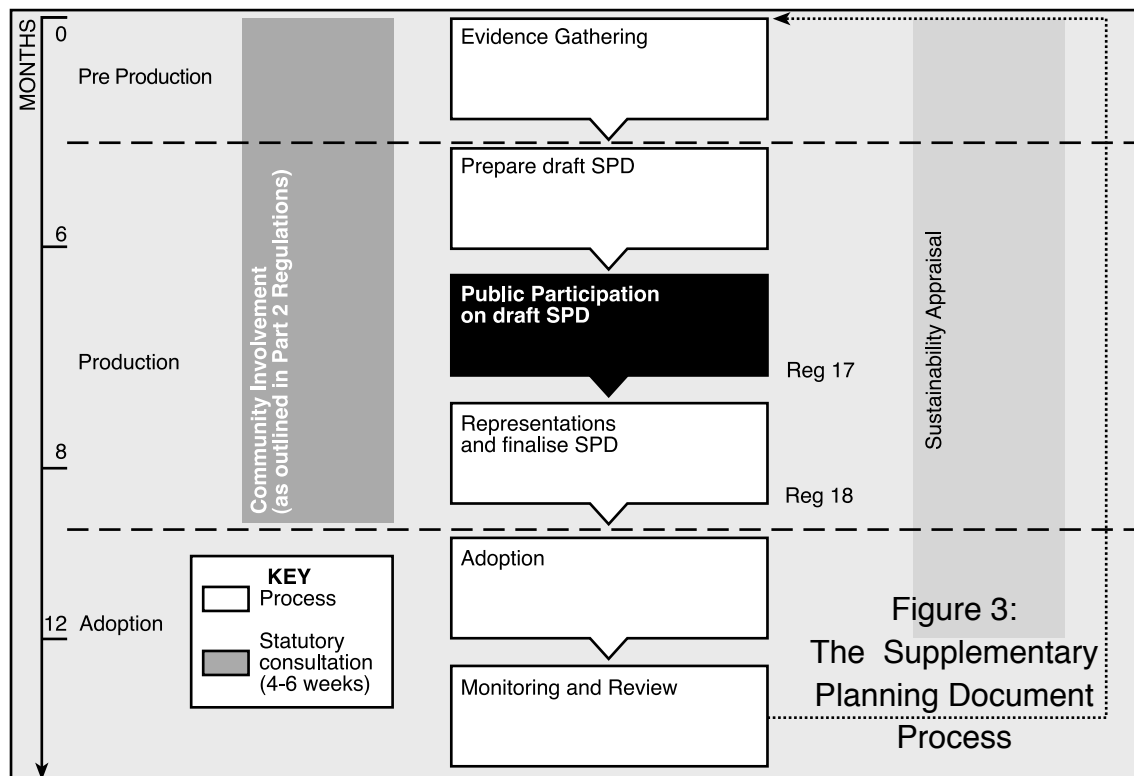 MONTHS
0
Pre Production
6
Production
8
12
Adoption
Community Involvement
(as outlined in Part 2 Regulations)
Evidence Gathering
Prepare draft SPD
Public Participation
on draft SPD
Reg 17
Representations
and finalise SPD
Reg 18
Adoption
Monitoring and Review
Sustainability Appraisal
KEY
Process
Statutory
consultation
(4-6 weeks)
Figure 3:
The Supplementary
Planning Document
Process